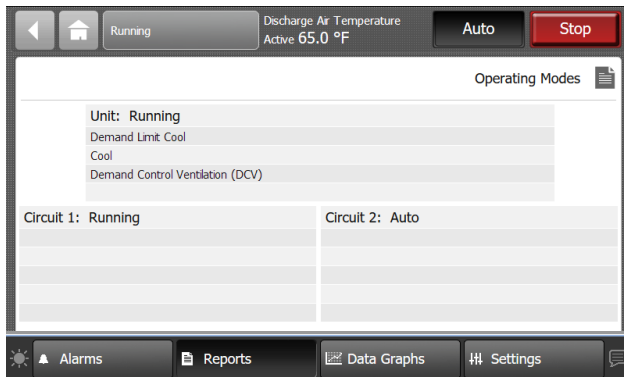 Running
Discharge Air Temperature
Active 65.0 °F
Auto
Stop
Operating Modes
Unit: Running
Demand Limit Cool
Cool
Demand Control Ventilation (DCV)
Circuit 1: Running
Circuit 2: Auto
Alarms
Reports
Data Graphs
Settings